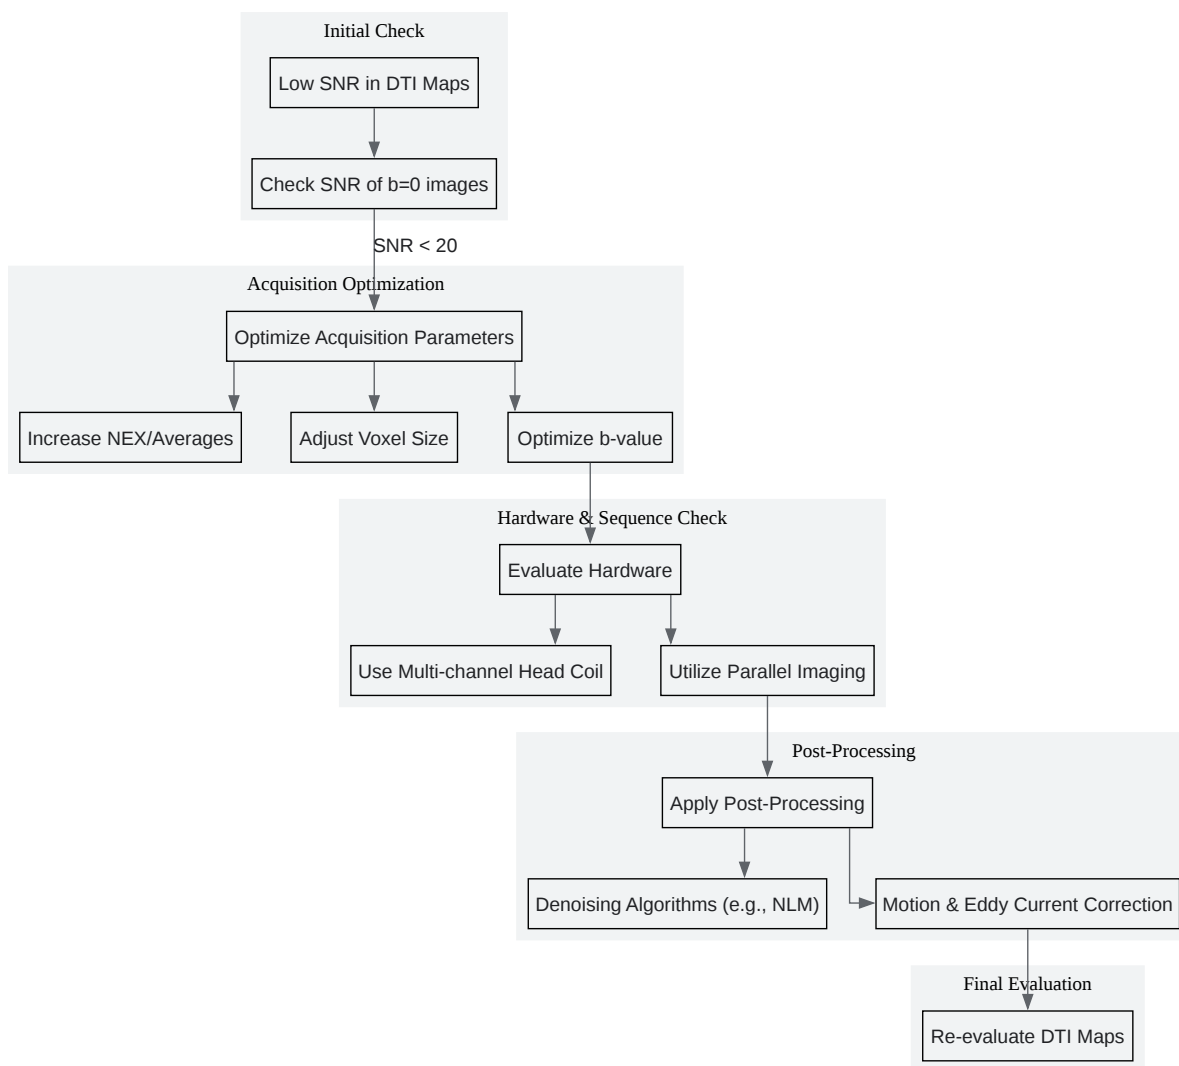 Initial Check
Low SNR in DTI Maps
Check SNR of b=0 images
SNR < 20
Acquisition Optimization
Optimize Acquisition Parameters
Increase NEX/Averages
Adjust Voxel Size
Optimize b-value
Hardware & Sequence Check
Evaluate Hardware
Use Multi-channel Head Coil
Utilize Parallel Imaging
Post-Processing
Apply Post-Processing
Denoising Algorithms (e.g., NLM)
Motion & Eddy Current Correction
Final Evaluation
Re-evaluate DTI Maps